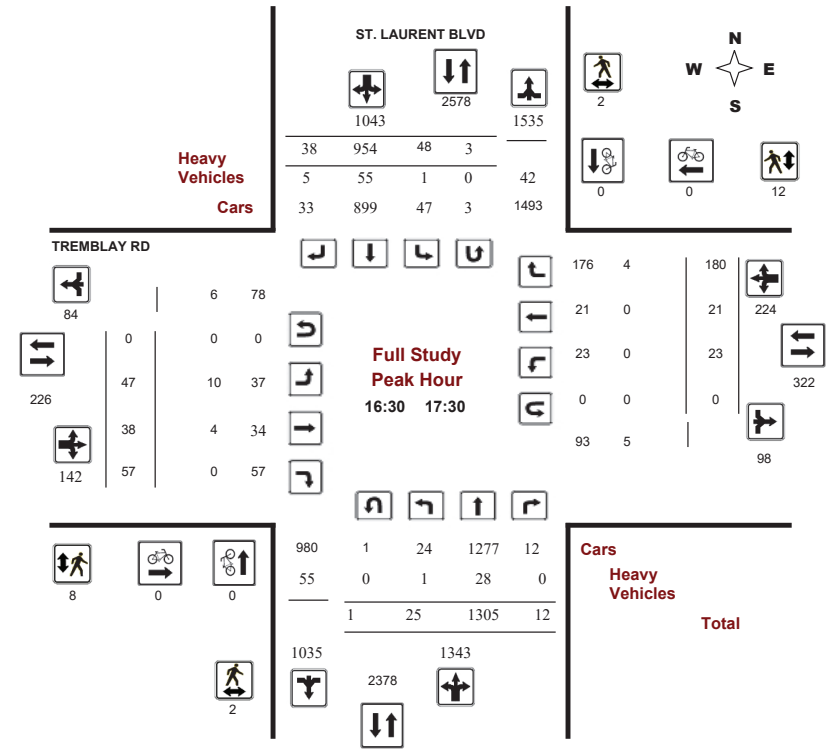 ST. LAURENT BLVD
N
W E
S
2578
2
1043 1535
38 954 48 3
Heavy
Vehicles
5 55 1 0 42
Cars
33 899 47 3 1493
0 0 12
TREMBLAY RD
84
6 78
176 4 180
224
0 0 0
21 0 21
226
47 10 37
Full Study
Peak Hour
16:30 17:30
23 0 23
322
0 0 0
38 4 34
142
57 0 57
93 5
98
980 1 24 1277 12
Cars
55 0 1 28 0
Heavy
Vehicles
8 0 0
1 25 1305 12
Total
1035 1343
2378
2